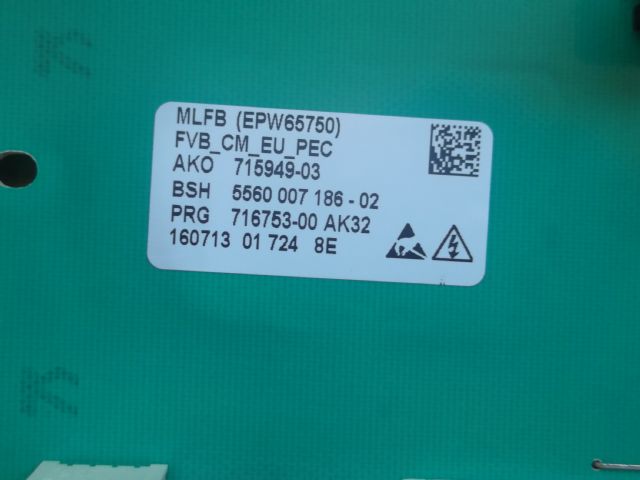 MLFB (EPW65750)
FVB_CM_EU_PEC
AKO 715949-03
BSH 5560 007 186 - 02
PRG 716753-00 AK32
160713 01 724 8E